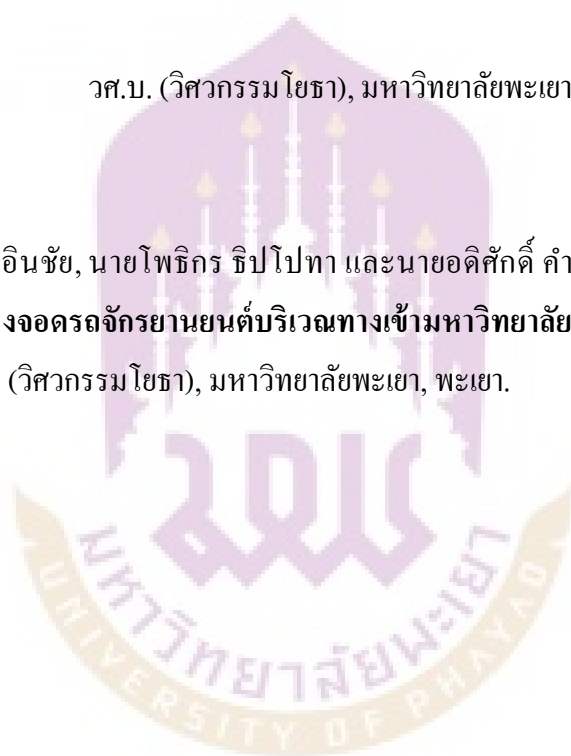 วศ.บ. (วิศวกรรมโยธา), มหาวิทยาลัยพะเยา
อินชัย, นายโพธิกร ธิปโปทา และนายอดิศักดิ์ คำ
งจอดรถจักรยานยนต์บริเวณทางเข้ามหาวิทยาลัย
(วิศวกรรมโยธา), มหาวิทยาลัยพะเยา, พะเยา.
มพย
มหาวิทยาลัยพะเยา
UNIVERSITY OF PHAYAO